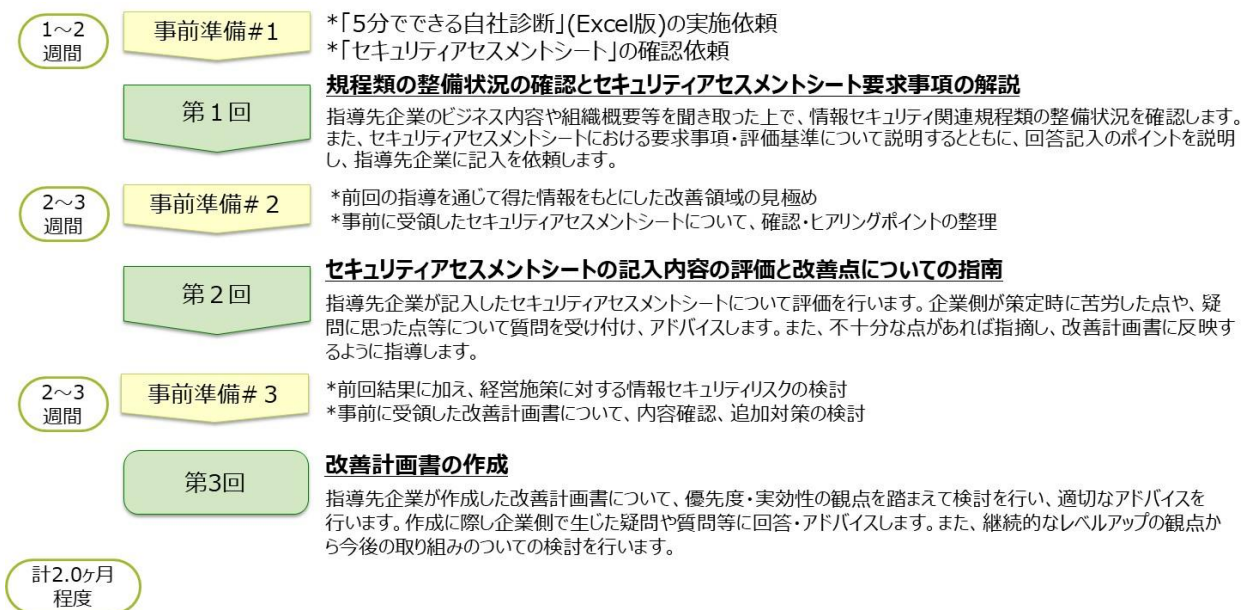 1～2
週間
事前準備#1
*「5分でできる自社診断」(Excel版)の実施依頼
*「セキュリティアセスメントシート」の確認依頼
第１回
規程類の整備状況の確認とセキュリティアセスメントシート要求事項の解説
指導先企業のビジネス内容や組織概要等を聞き取った上で、情報セキュリティ関連規程類の整備状況を確認します。
また、セキュリティアセスメントシートにおける要求事項・評価基準について説明するとともに、回答記入のポイントを説明
し、指導先企業に記入を依頼します。
2～3
週間
事前準備#２
*前回の指導を通じて得た情報をもとにした改善領域の見極め
*事前に受領したセキュリティアセスメントシートについて、確認・ヒアリングポイントの整理
第２回
セキュリティアセスメントシートの記入内容の評価と改善点についての指南
指導先企業が記入したセキュリティアセスメントシートについて評価を行います。企業側が策定時に苦労した点や、疑
問に思った点等について質問を受け付け、アドバイスします。また、不十分な点があれば指摘し、改善計画書に反映す
るように指導します。
2～3
週間
事前準備#３
*前回結果に加え、経営施策に対する情報セキュリティリスクの検討
*事前に受領した改善計画書について、内容確認、追加対策の検討
第3回
改善計画書の作成
指導先企業が作成した改善計画書について、優先度・実効性の観点を踏まえて検討を行い、適切なアドバイスを
行います。作成に際し企業側で生じた疑問や質問等に回答・アドバイスします。また、継続的なレベルアップの観点か
ら今後の取り組みのついての検討を行います。
計2.0ヶ月
程度